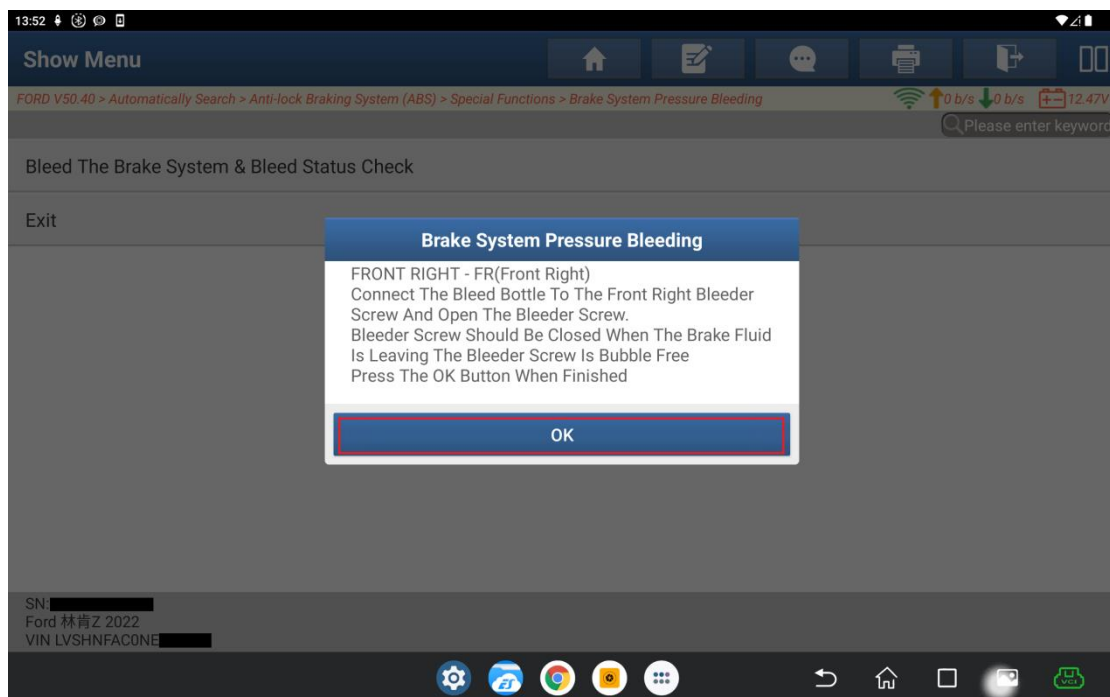 13:52
Show Menu
FORD V50.40 > Automatically Search > Anti-lock Braking System (ABS) > Special Functions > Brake System Pressure Bleeding
0 b/s 0 b/s 12.47V
Please enter keyword
Bleed The Brake System & Bleed Status Check
Exit
Brake System Pressure Bleeding
FRONT RIGHT - FR(Front Right)
Connect The Bleed Bottle To The Front Right Bleeder
Screw And Open The Bleeder Screw.
Bleeder Screw Should Be Closed When The Brake Fluid
Is Leaving The Bleeder Screw Is Bubble Free
Press The OK Button When Finished
OK
SN:
Ford 林肯Z 2022
VIN LVSHNFAC0NE
ES
VCI